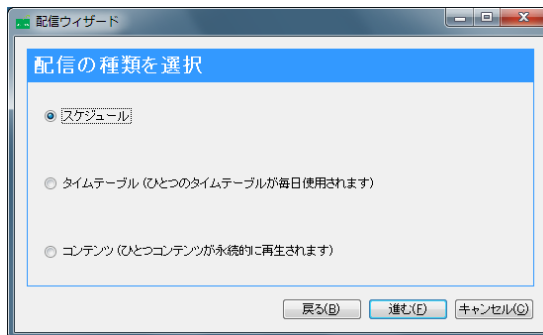 配信ウィザード
配信の種類を選択
スケジュール
タイムテーブル (ひとつのタイムテーブルが毎日使用されます)
コンテンツ (ひとつコンテンツが永続的に再生されます)
戻る(B) 進む(F) キャンセル(C)